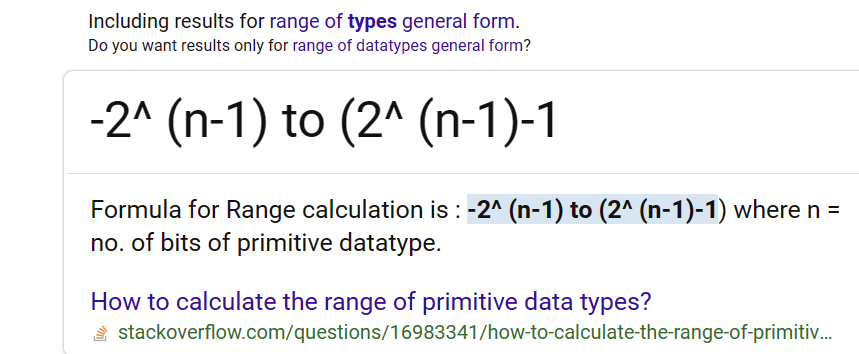 Including results for range of types general form.
Do you want results only for range of datatypes general form?
-2^ (n-1) to (2^ (n-1)-1
Formula for Range calculation is : -2^ (n-1) to (2^ (n-1)-1) where n =
no. of bits of primitive datatype.
How to calculate the range of primitive data types?
stackoverflow.com/questions/16983341/how-to-calculate-the-range-of-primitiv...